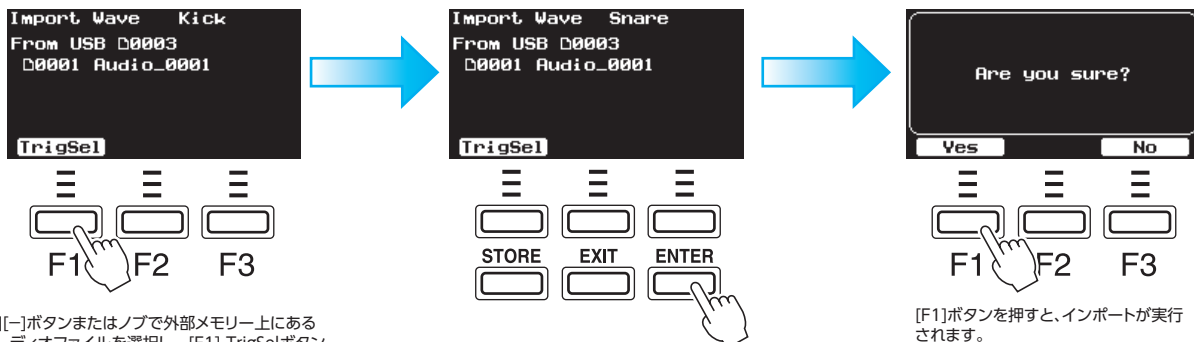 Import Wave Kick
From USB 0003
0001 Audio_0001
TrigSel
F1 F2 F3
][−]ボタンまたはノブで外部メモリー上にある
ディオファイルを選択し、[F1] TrigSelボタン
Import Wave Snare
From USB 0003
0001 Audio_0001
TrigSel
STORE EXIT ENTER
Are you sure?
Yes No
F1 F2 F3
[F1]ボタンを押すと、インポートが実行
されます。